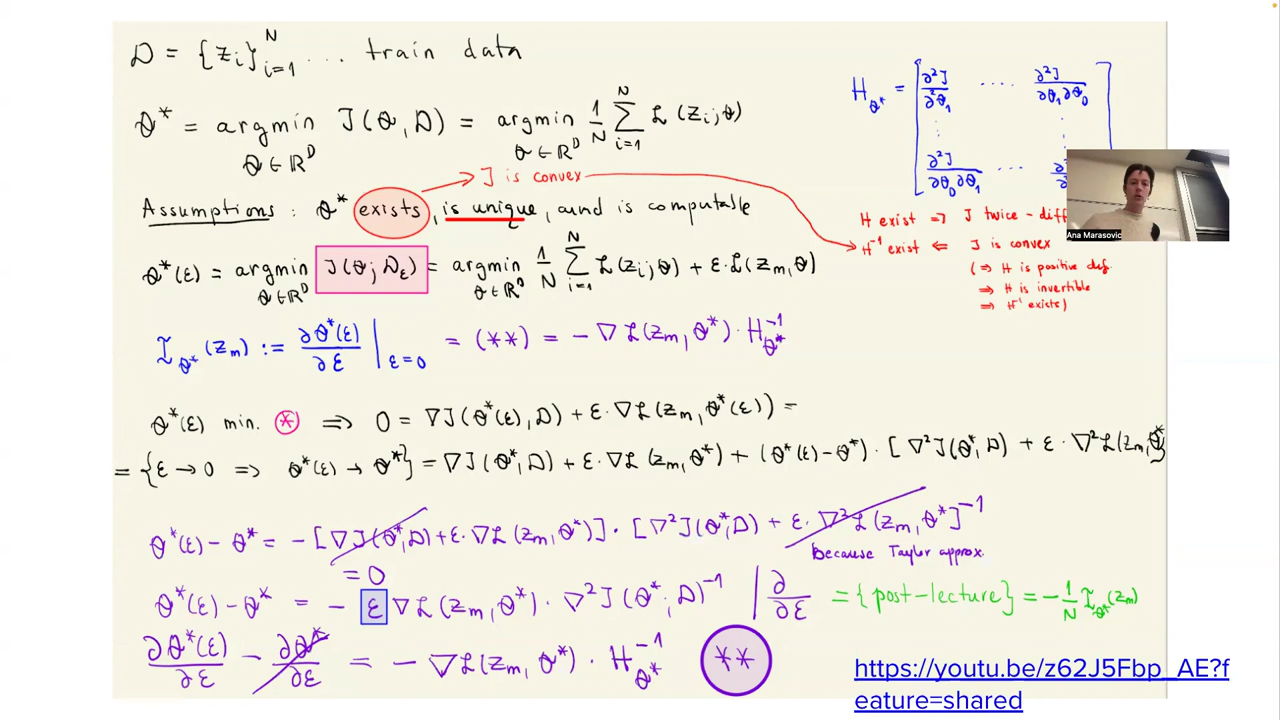 D = {z_i}_{i=1}^N ... train data
θ* = argmin_{θ∈ℝ^D} J(θ, D) = argmin_{θ∈ℝ^D} 1/N Σ_{i=1}^N L(z_i; θ)
H_{θ*} = [ ∂²J/∂²θ_1 .... ∂²J/∂θ_1∂θ_D
⋮ ⋮
∂²J/∂θ_D∂θ_1 ...
J is convex
Assumptions : θ* exists, is unique, and is computable
Ana Marasovic
H exist ⇒ J twice-diff
H⁻¹ exist ⇐ J is convex
(⇒ H is positive def.
⇒ H is invertible
⇒ H⁻¹ exists)
θ*(ε) = argmin_{θ∈ℝ^D} J(θ; D_ε) = argmin_{θ∈ℝ^D} 1/N Σ_{i=1}^N L(z_i; θ) + ε·L(z_m, θ)
I_{θ*}(z_m) := ∂θ*(ε)/∂ε |_{ε=0} = (**) = - ∇L(z_m, θ*) · H_{θ*}^{-1}
θ*(ε) min. * ⇒ 0 = ∇J(θ*(ε), D) + ε·∇L(z_m, θ*(ε)) =
= {ε→0 ⇒ θ*(ε) → θ*} = ∇J(θ*, D) + ε·∇L(z_m, θ*) + (θ*(ε) - θ*) · [∇²J(θ*, D) + ε·∇²L(z_m, θ*
θ*(ε) - θ* = - [∇J(θ*, D) + ε·∇L(z_m, θ*)] · [∇²J(θ*, D) + ε·∇²L(z_m, θ*]⁻¹
= 0
because Taylor approx.
θ*(ε) - θ* = - ε ∇L(z_m, θ*) · ∇²J(θ*; D)⁻¹ | ∂/∂ε = {post-lecture} = - 1/N I_{θ*}(z_m)
∂θ*(ε)/∂ε - ∂θ*/∂ε = - ∇L(z_m, θ*) · H_{θ*}^{-1} **
https://youtu.be/z62J5Fbp_AE?f
eature=shared